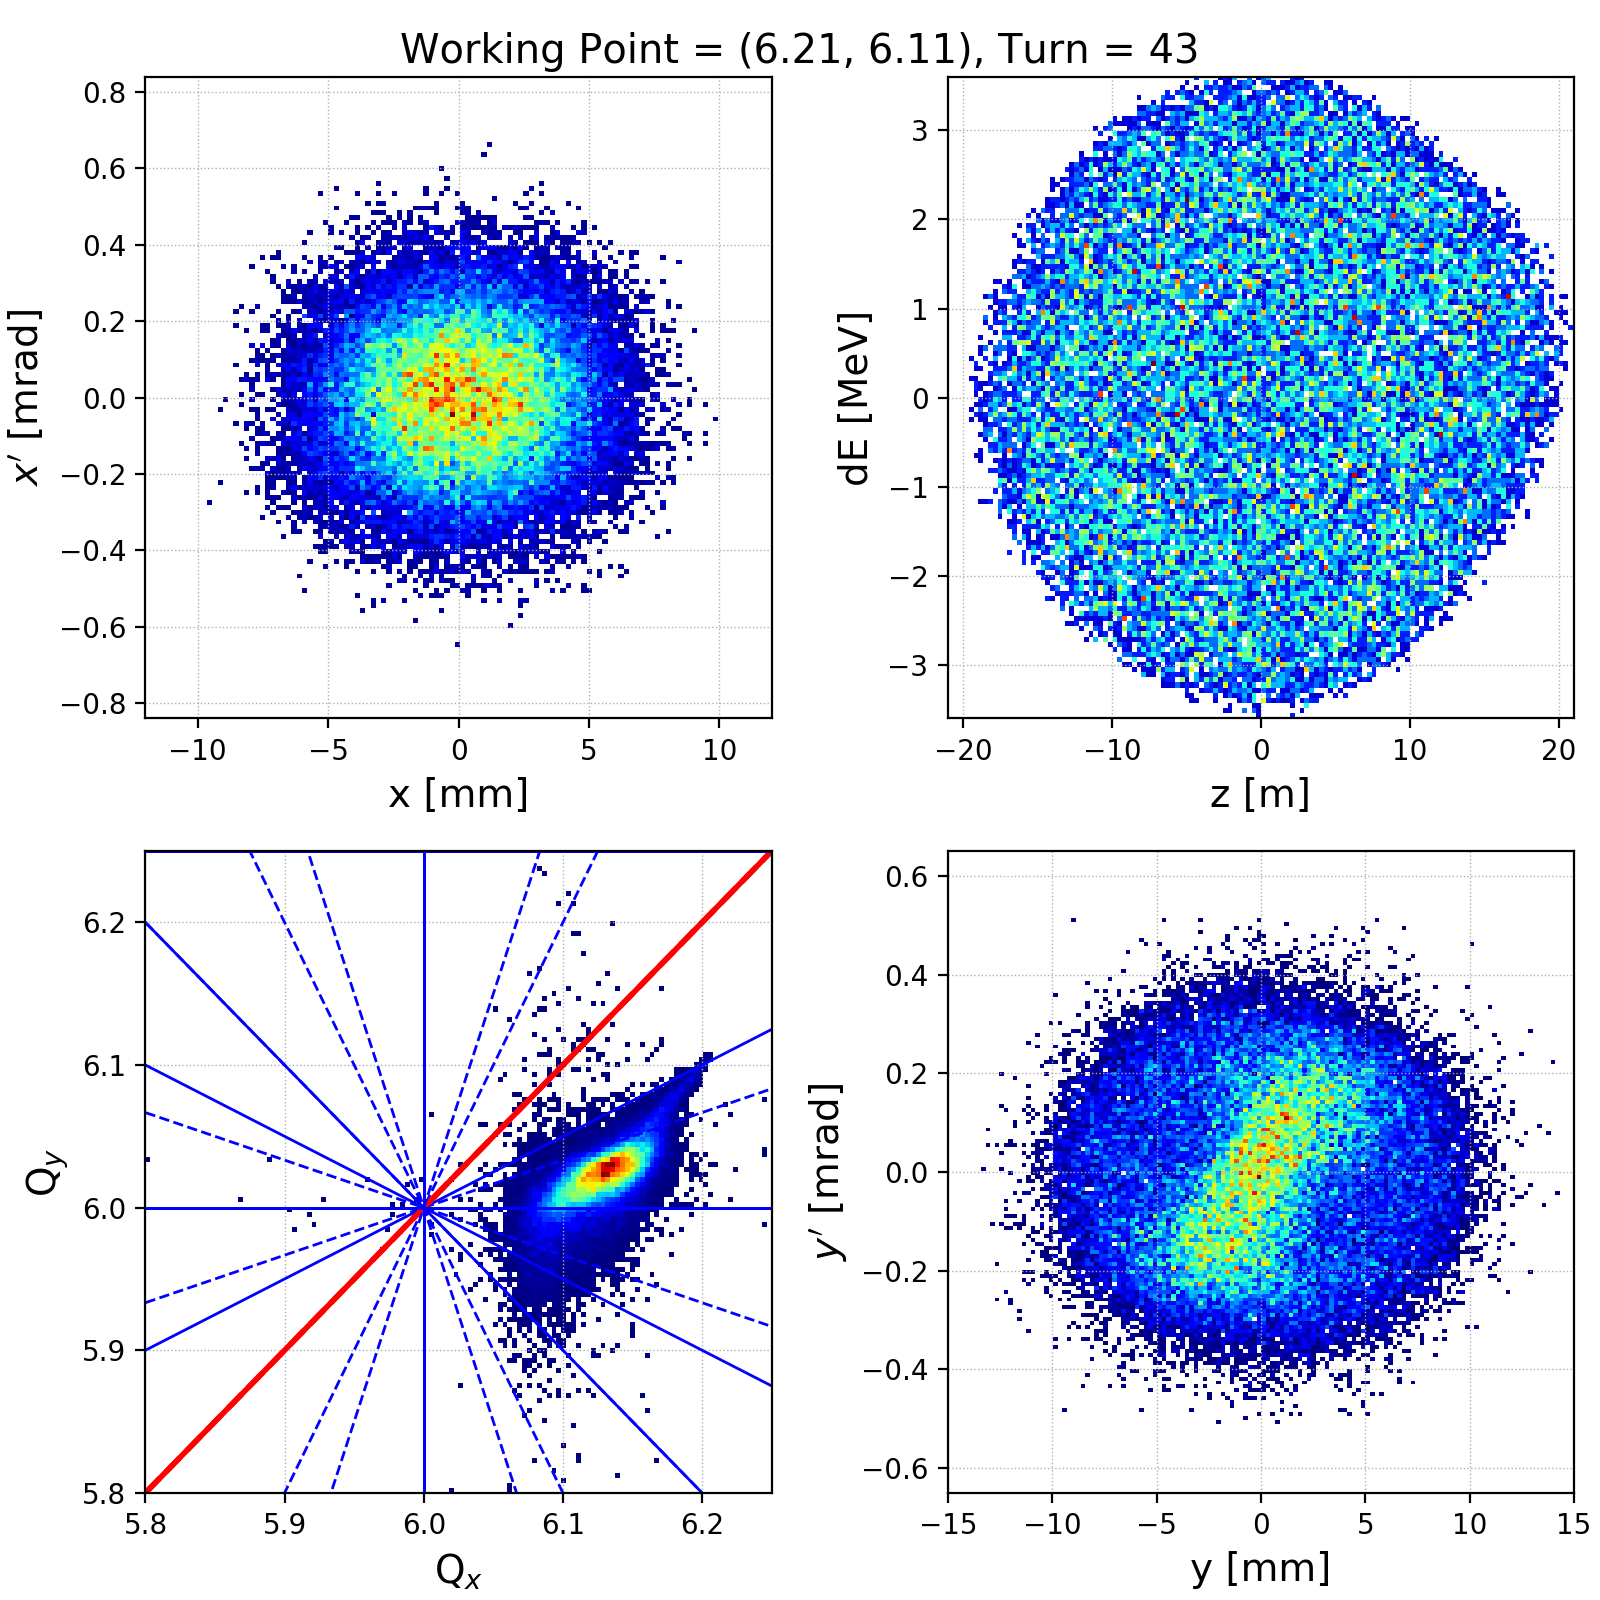 Working Point = (6.21, 6.11), Turn = 43
0.8
0.6
0.4
0.2
0.0
−0.2
−0.4
−0.6
−0.8
x′ [mrad]
−10 −5 0 5 10
x [mm]
3
2
1
0
−1
−2
−3
dE [MeV]
−20 −10 0 10 20
z [m]
6.2
6.1
6.0
5.9
5.8
Qy
5.8 5.9 6.0 6.1 6.2
Qx
0.6
0.4
0.2
0.0
−0.2
−0.4
−0.6
y′ [mrad]
−15 −10 −5 0 5 10 15
y [mm]